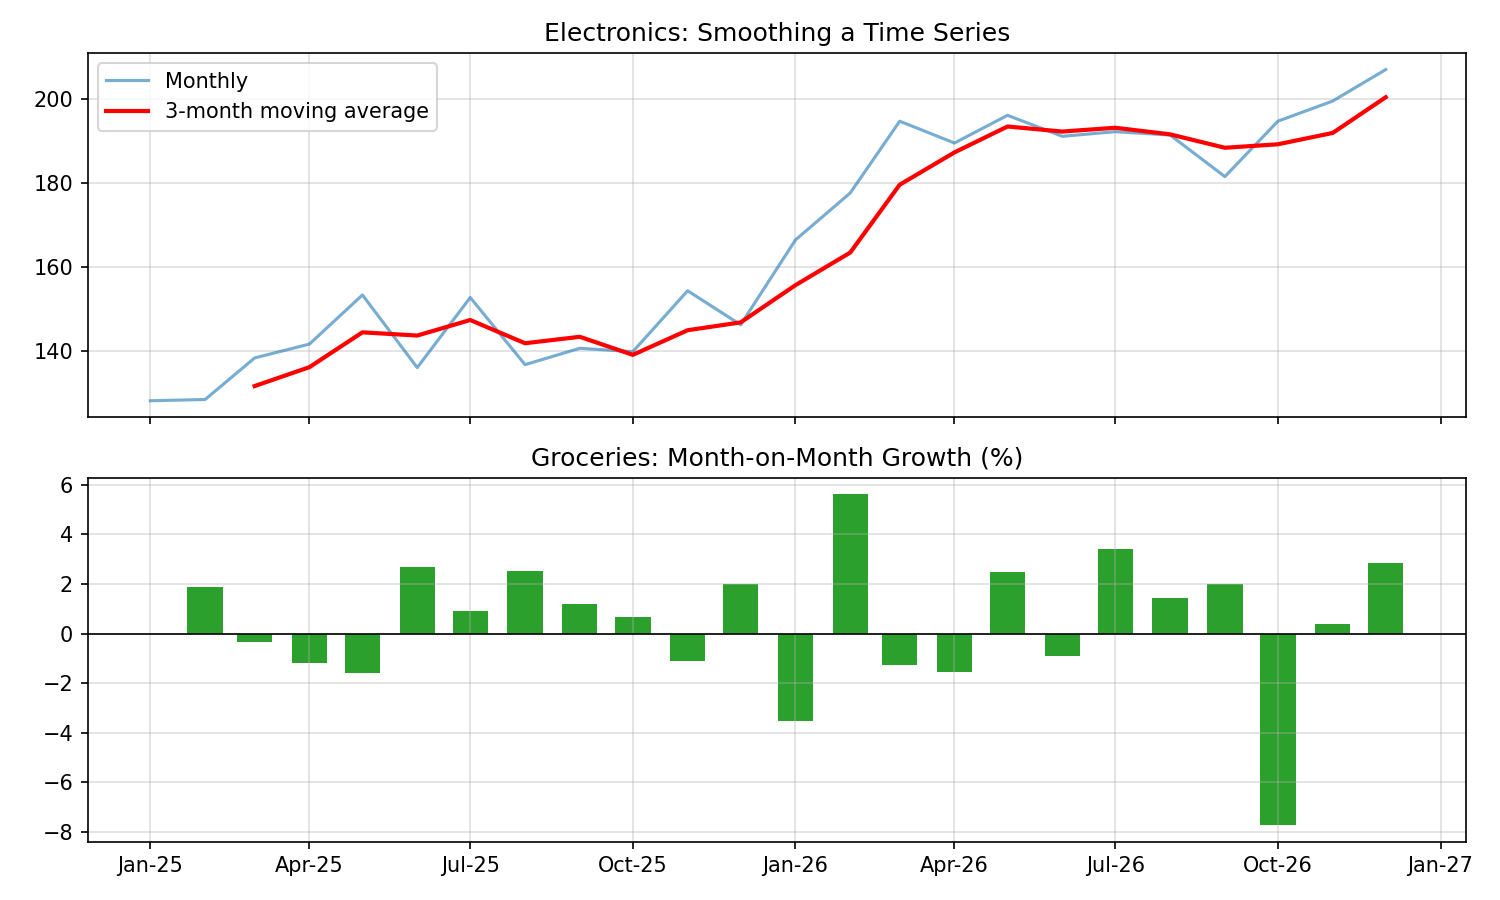 Electronics: Smoothing a Time Series
Monthly
3-month moving average
200
180
160
140
Groceries: Month-on-Month Growth (%)
6
4
2
0
−2
−4
−6
−8
Jan-25 Apr-25 Jul-25 Oct-25 Jan-26 Apr-26 Jul-26 Oct-26 Jan-27